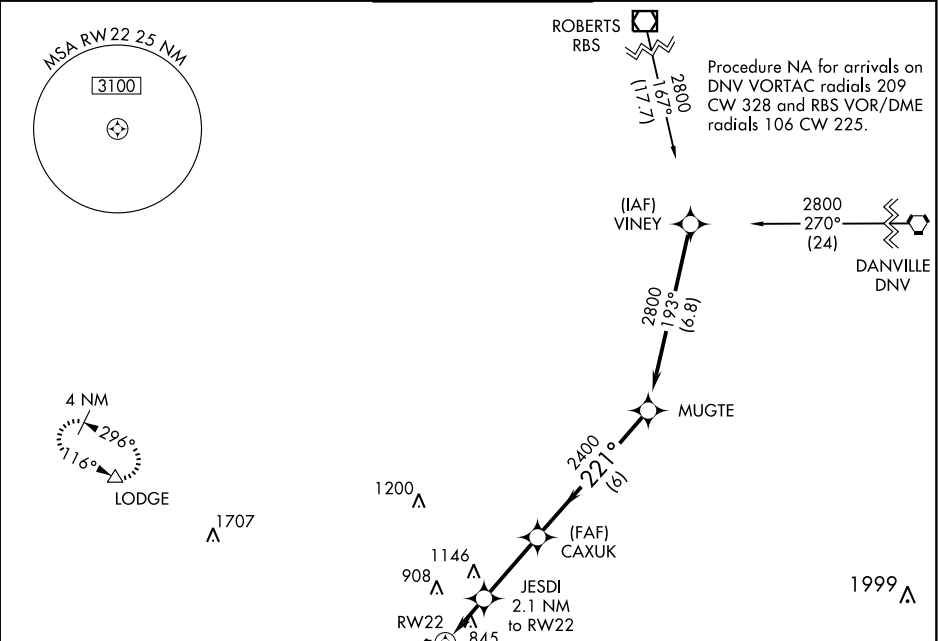 MSA RW 22 25 NM
3100
ROBERTS
RBS
2800
167°
(17.7)
Procedure NA for arrivals on
DNV VORTAC radials 209
CW 328 and RBS VOR/DME
radials 106 CW 225.
(IAF)
VINEY
2800
270°
(24)
DANVILLE
DNV
2800
193°
(6.8)
MUGTE
4 NM
296°
116°
LODGE
2400
221°
(6)
1200
1707
(FAF)
CAXUK
1146
908
JESDI
2.1 NM
to RW22
1999
RW22
845